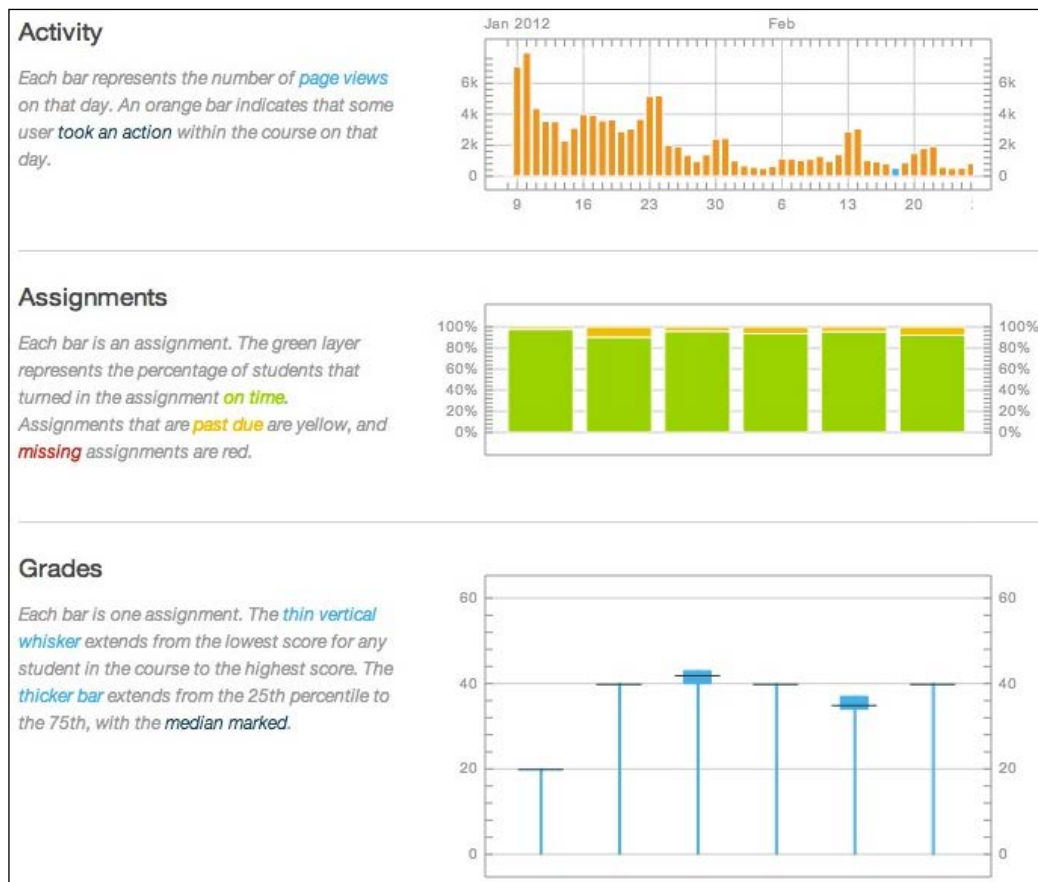 Activity
Each bar represents the number of page views
on that day. An orange bar indicates that some
user took an action within the course on that
day.
Jan 2012 Feb
6k 6k
4k 4k
2k 2k
0 0
9 16 23 30 6 13 20
Assignments
Each bar is an assignment. The green layer
represents the percentage of students that
turned in the assignment on time.
Assignments that are past due are yellow, and
missing assignments are red.
100% 100%
80% 80%
60% 60%
40% 40%
20% 20%
0% 0%
Grades
Each bar is one assignment. The thin vertical
whisker extends from the lowest score for any
student in the course to the highest score. The
thicker bar extends from the 25th percentile to
the 75th, with the median marked.
60 60
40 40
20 20
0 0